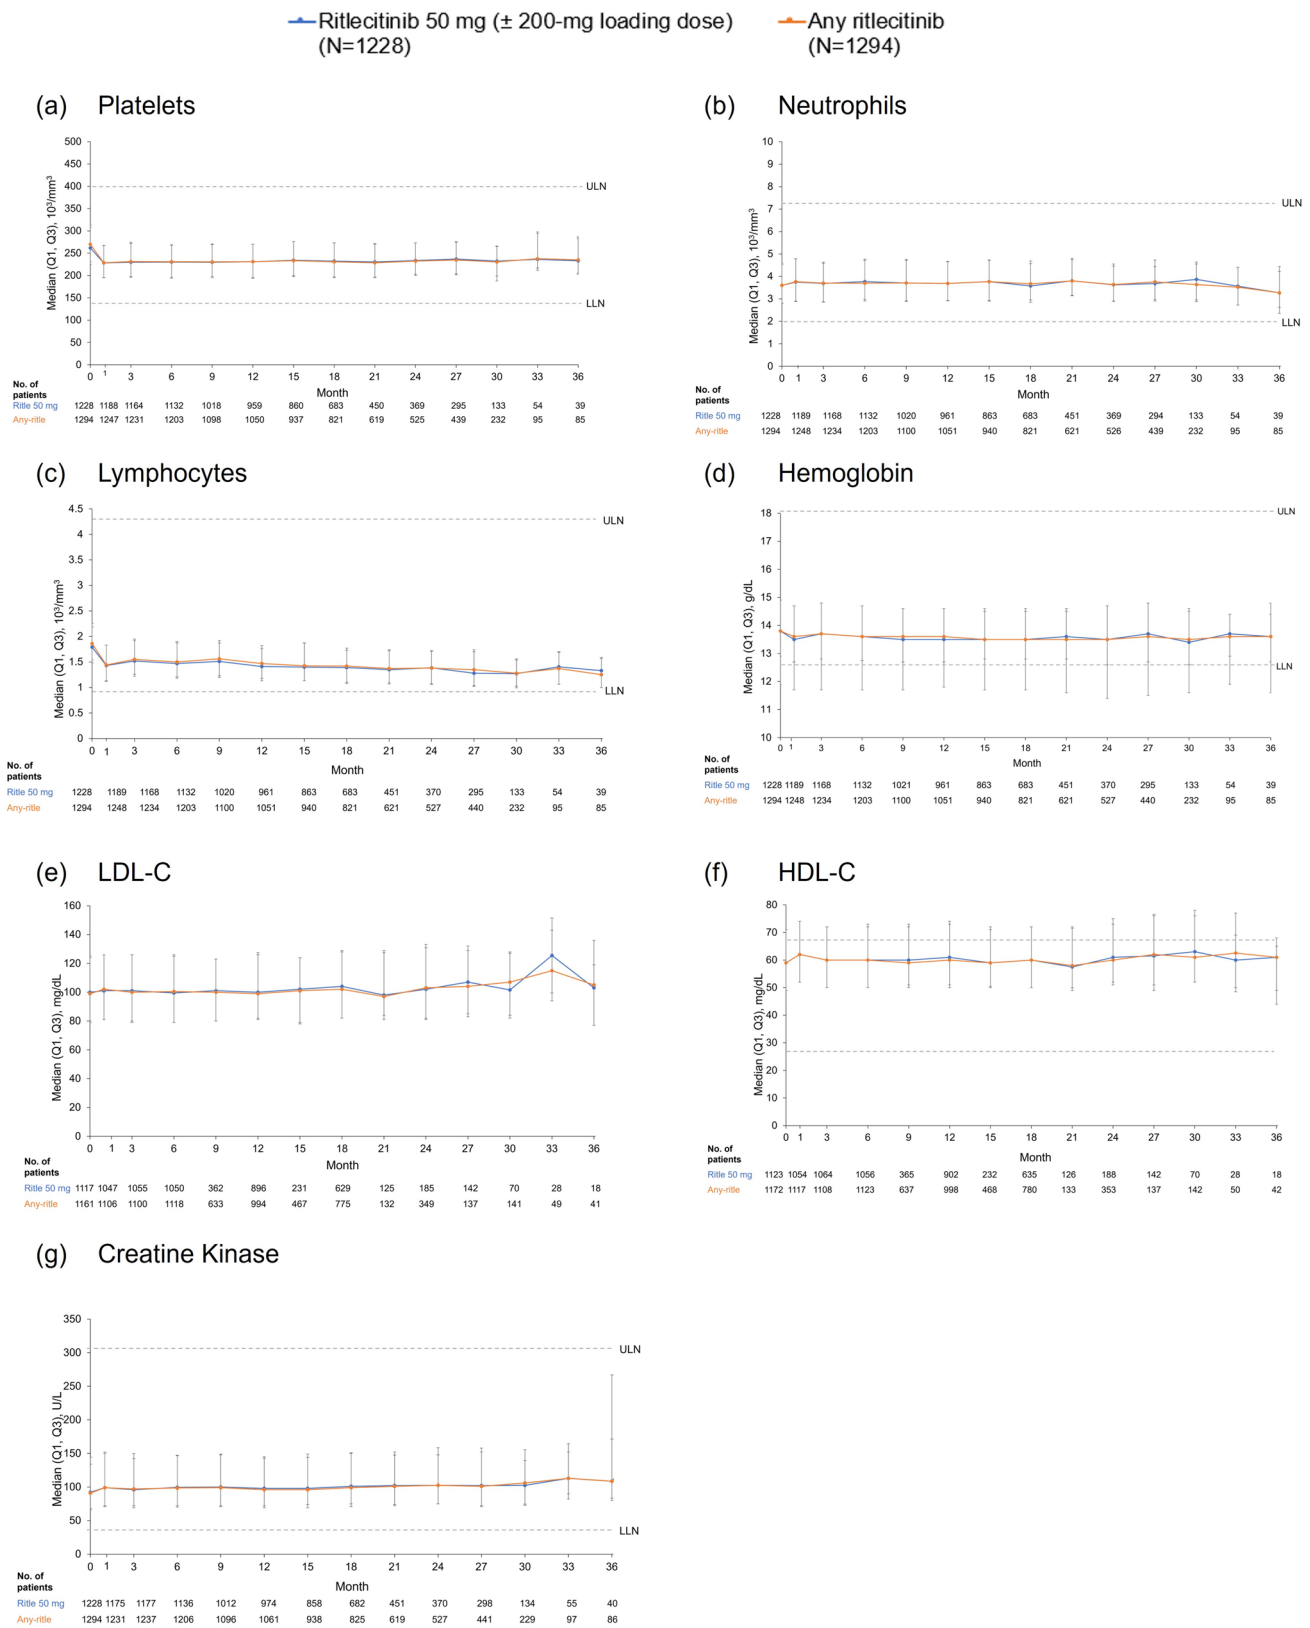 Ritlecitinib 50 mg (± 200-mg loading dose)
(N=1228)
Any ritlecitinib
(N=1294)
(a) Platelets
Median (Q1, Q3), 10³/mm³
500
450
400
350
300
250
200
150
100
50
0
ULN
LLN
0 1 3 6 9 12 15 18 21 24 27 30 33 36
Month
No. of
patients
Ritle 50 mg 1228 1188 1164 1132 1018 959 860 683 450 369 295 133 54 39
Any-ritle 1294 1247 1231 1203 1098 1050 937 821 619 525 439 232 95 85
(b) Neutrophils
Median (Q1, Q3), 10³/mm³
10
9
8
7
6
5
4
3
2
1
0
ULN
LLN
0 1 3 6 9 12 15 18 21 24 27 30 33 36
Month
No. of
patients
Ritle 50 mg 1228 1189 1168 1132 1020 961 863 683 451 369 294 133 54 39
Any-ritle 1294 1248 1234 1203 1100 1051 940 821 621 526 439 232 95 85
(c) Lymphocytes
Median (Q1, Q3), 10³/mm³
4.5
4
3.5
3
2.5
2
1.5
1
0.5
0
ULN
LLN
0 1 3 6 9 12 15 18 21 24 27 30 33 36
Month
No. of
patients
Ritle 50 mg 1228 1189 1168 1132 1020 961 863 683 451 370 295 133 54 39
Any-ritle 1294 1248 1234 1203 1100 1051 940 821 621 527 440 232 95 85
(d) Hemoglobin
Median (Q1, Q3), g/dL
18
17
16
15
14
13
12
11
10
ULN
LLN
0 1 3 6 9 12 15 18 21 24 27 30 33 36
Month
No. of
patients
Ritle 50 mg 1228 1189 1168 1132 1021 961 863 683 451 370 295 133 54 39
Any-ritle 1294 1248 1234 1203 1100 1051 940 821 621 527 440 232 95 85
(e) LDL-C
Median (Q1, Q3), mg/dL
160
140
120
100
80
60
40
20
0
0 1 3 6 9 12 15 18 21 24 27 30 33 36
Month
No. of
patients
Ritle 50 mg 1117 1047 1055 1050 362 896 231 629 125 185 142 70 28 18
Any-ritle 1161 1106 1100 1118 633 994 467 775 132 349 137 141 49 41
(f) HDL-C
Median (Q1, Q3), mg/dL
80
70
60
50
40
30
20
10
0
0 1 3 6 9 12 15 18 21 24 27 30 33 36
Month
No. of
patients
Ritle 50 mg 1123 1054 1064 1056 365 902 232 635 126 188 142 70 28 18
Any-ritle 1172 1117 1108 1123 637 998 468 780 133 353 137 142 50 42
(g) Creatine Kinase
Median (Q1, Q3), U/L
350
300
250
200
150
100
50
0
ULN
LLN
0 1 3 6 9 12 15 18 21 24 27 30 33 36
Month
No. of
patients
Ritle 50 mg 1228 1175 1177 1136 1012 974 858 682 451 370 298 134 55 40
Any-ritle 1294 1231 1237 1206 1096 1061 938 825 619 527 441 229 97 86